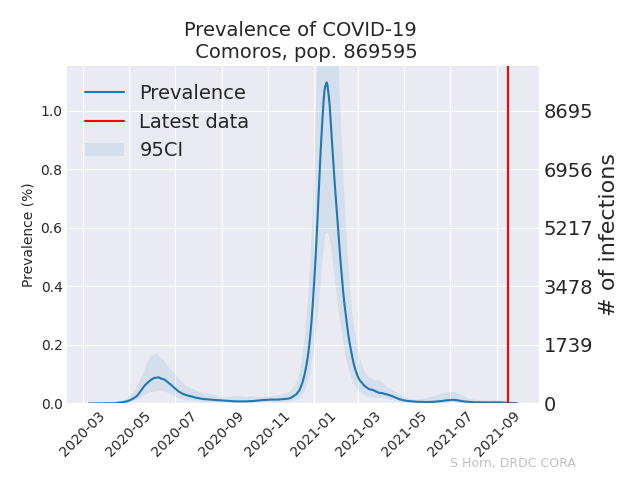 Prevalence of COVID-19
Comoros, pop. 869595
Prevalence
Latest data
95CI
Prevalence (%)
1.0
0.8
0.6
0.4
0.2
0.0
8695
6956
5217
3478
1739
0
# of infections
2020-03
2020-05
2020-07
2020-09
2020-11
2021-01
2021-03
2021-05
2021-07
2021-09
S Horn, DRDC CORA